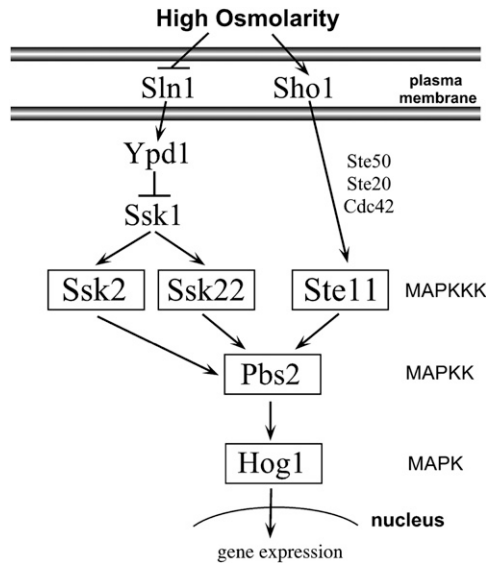 High Osmolarity
Sln1
Sho1
plasma
membrane
Ypd1
Ste50
Ste20
Cdc42
Ssk1
Ssk2
Ssk22
Ste11
MAPKKK
Pbs2
MAPKK
Hog1
MAPK
nucleus
gene expression